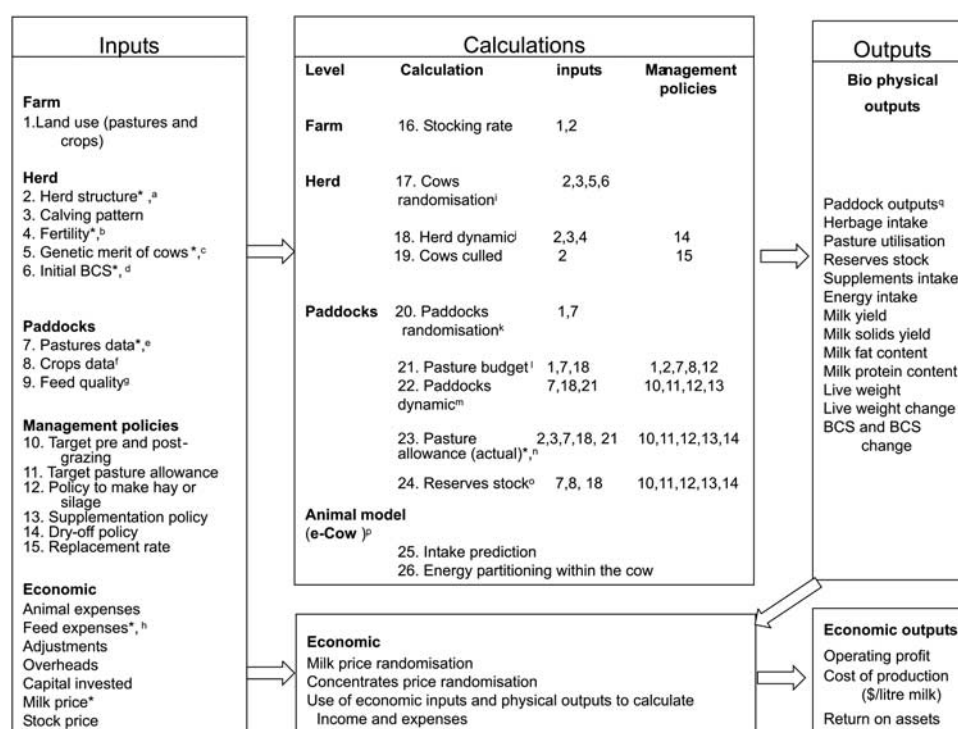 Inputs
Farm
1.Land use (pastures and
crops)
Herd
2. Herd structure*,ᵃ
3. Calving pattern
4. Fertility*,ᵇ
5. Genetic merit of cows*,ᶜ
6. Initial BCS*, ᵈ
Paddocks
7. Pastures data*,ᵉ
8. Crops dataᶠ
9. Feed qualityᵍ
Management policies
10. Target pre and post-
grazing
11. Target pasture allowance
12. Policy to make hay or
silage
13. Supplementation policy
14. Dry-off policy
15. Replacement rate
Economic
Animal expenses
Feed expenses*, ʰ
Adjustments
Overheads
Capital invested
Milk price*
Stock price
Calculations
Level Calculation inputs Management
policies
Farm 16. Stocking rate 1,2
Herd 17. Cows 2,3,5,6
randomisationⁱ
18. Herd dynamicʲ 2,3,4 14
19. Cows culled 2 15
Paddocks 20. Paddocks 1,7
randomisationᵏ
21. Pasture budgetˡ 1,7,18 1,2,7,8,12
22. Paddocks 7,18,21 10,11,12,13
dynamicᵐ
23. Pasture 2,3,7,18, 21 10,11,12,13,14
allowance (actual)*,ⁿ
24. Reserves stockᵒ 7,8, 18 10,11,12,13,14
Animal model
(e-Cow )ᵖ
25. Intake prediction
26. Energy partitioning within the cow
Economic
Milk price randomisation
Concentrates price randomisation
Use of economic inputs and physical outputs to calculate
Income and expenses
Outputs
Bio physical
outputs
Paddock outputsq
Herbage intake
Pasture utilisation
Reserves stock
Supplements intake
Energy intake
Milk yield
Milk solids yield
Milk fat content
Milk protein content
Live weight
Live weight change
BCS and BCS
change
Economic outputs
Operating profit
Cost of production
($/litre milk)
Return on assets